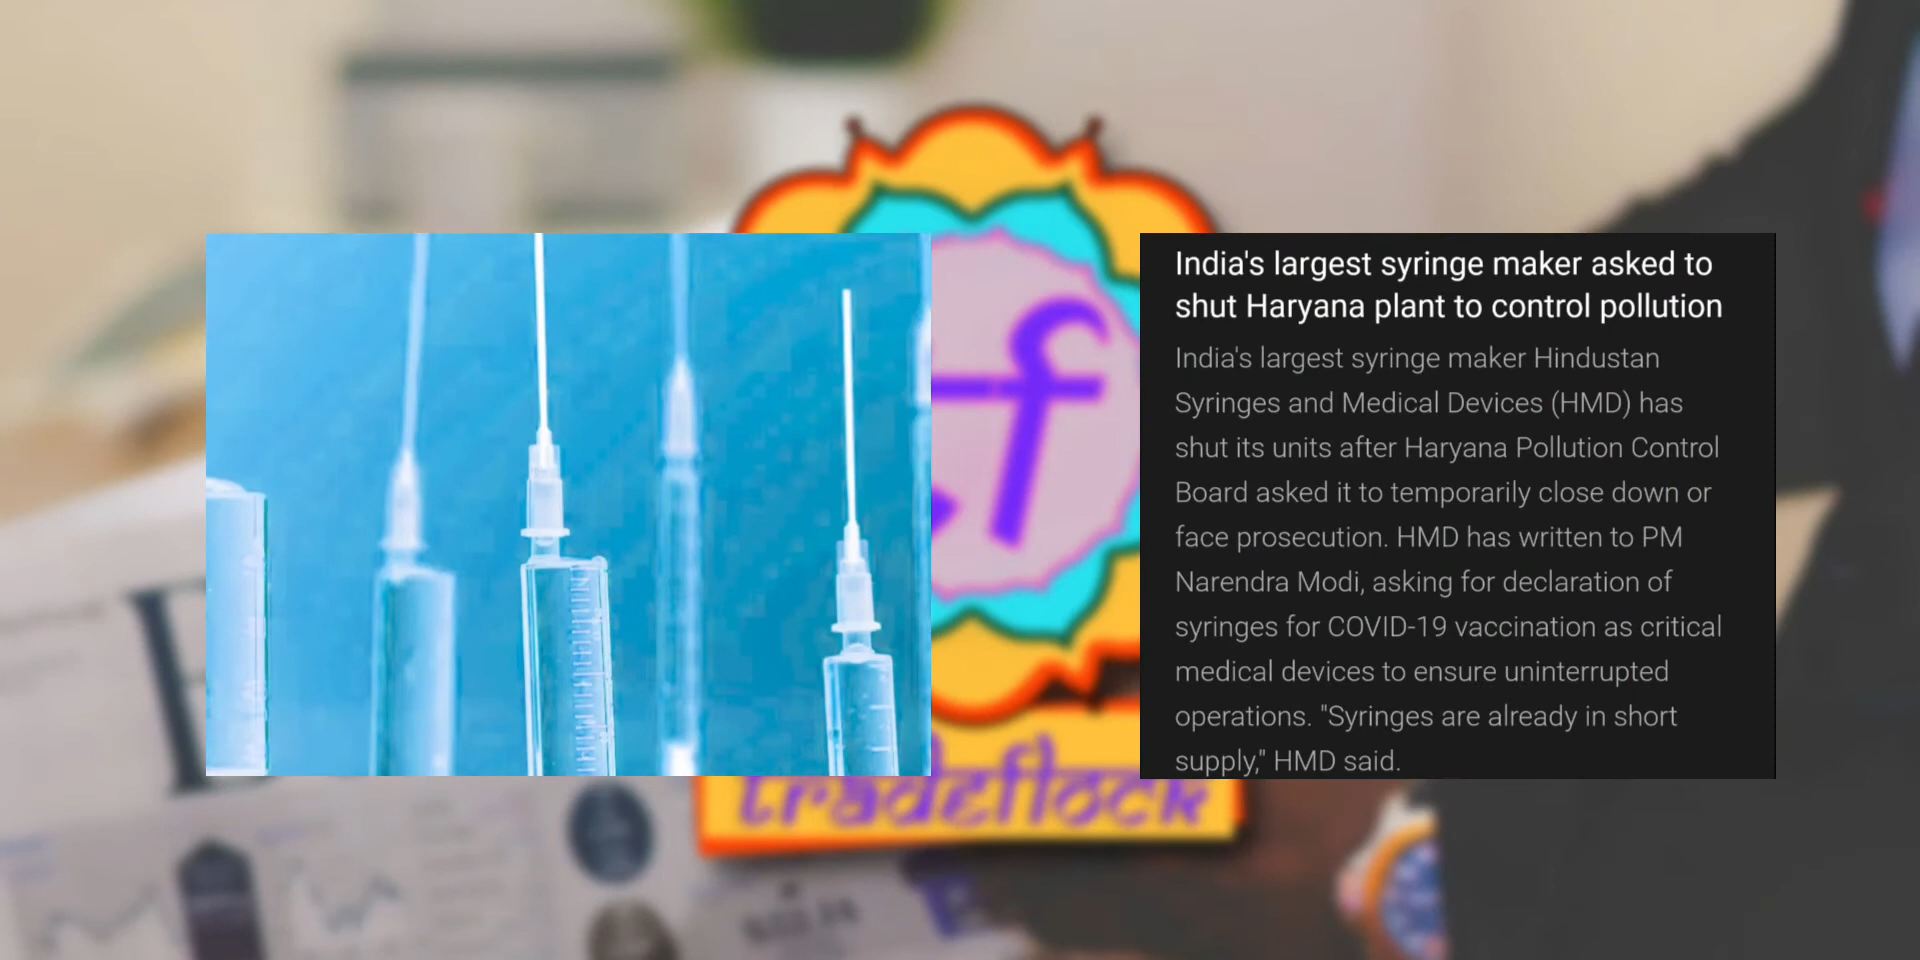 India's largest syringe maker asked to
shut Haryana plant to control pollution
India's largest syringe maker Hindustan
Syringes and Medical Devices (HMD) has
shut its units after Haryana Pollution Control
Board asked it to temporarily close down or
face prosecution. HMD has written to PM
Narendra Modi, asking for declaration of
syringes for COVID-19 vaccination as critical
medical devices to ensure uninterrupted
operations. "Syringes are already in short
supply," HMD said.
tradeflock